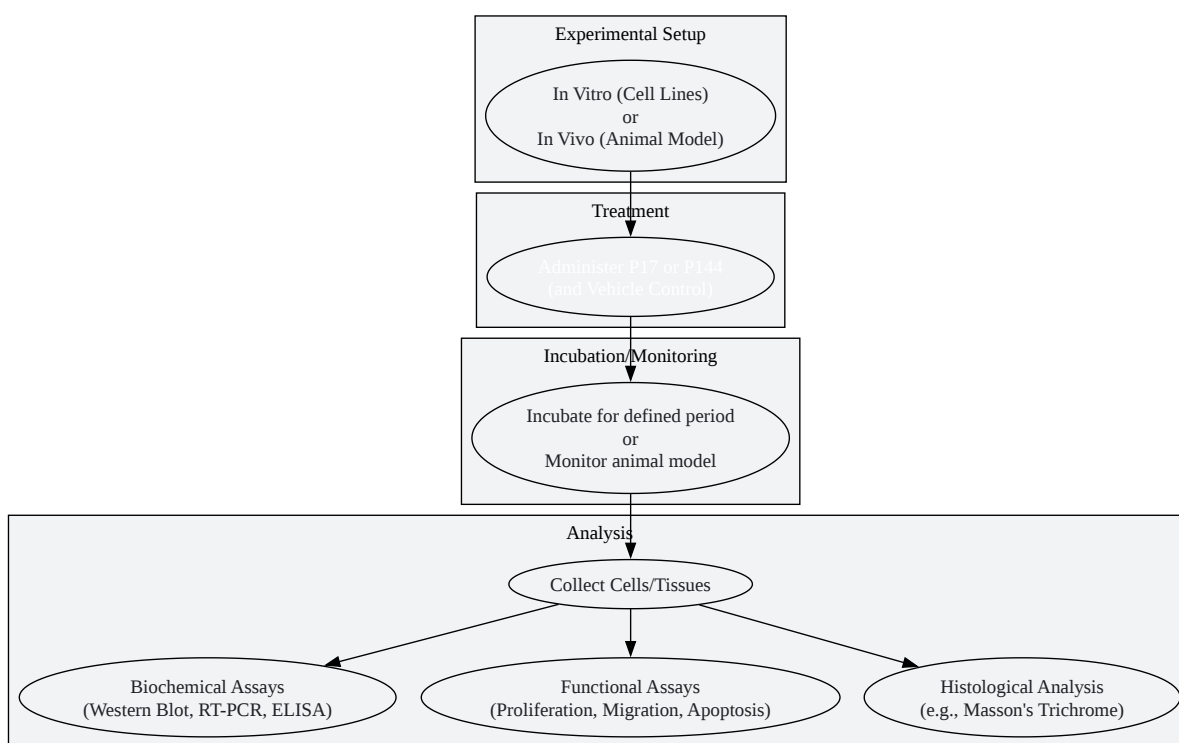 Experimental Setup
In Vitro (Cell Lines)
or
In Vivo (Animal Model)
Treatment
Administer P17 or P144
(and Vehicle Control)
Incubation/Monitoring
Incubate for defined period
or
Monitor animal model
Analysis
Collect Cells/Tissues
Biochemical Assays
(Western Blot, RT-PCR, ELISA)
Functional Assays
(Proliferation, Migration, Apoptosis)
Histological Analysis
(e.g., Masson's Trichrome)